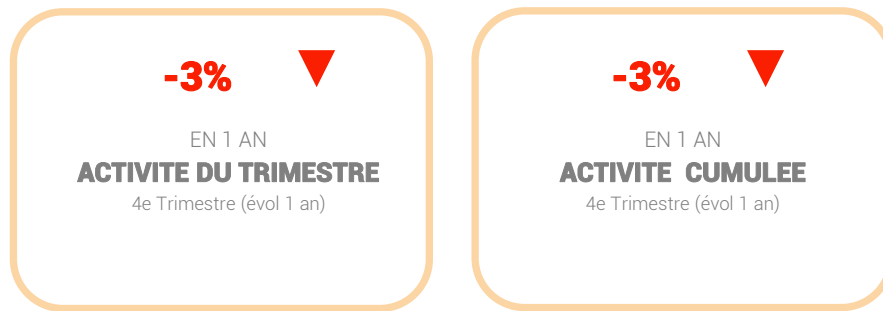 -3%
EN 1 AN
ACTIVITE DU TRIMESTRE
4e Trimestre (évol 1 an)
-3%
EN 1 AN
ACTIVITE CUMULEE
4e Trimestre (évol 1 an)